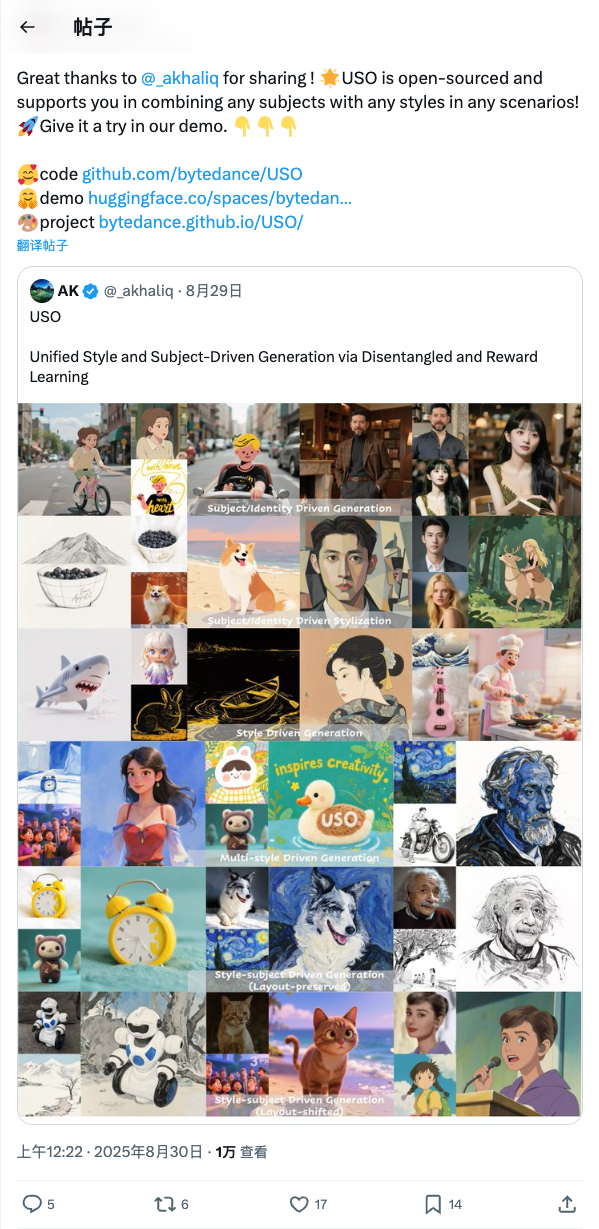 帖子
Great thanks to @_akhaliq for sharing ! 🌟USO is open-sourced and
supports you in combining any subjects with any styles in any scenarios!
🚀Give it a try in our demo. 👇👇👇
🥰code github.com/bytedance/USO
🤗demo huggingface.co/spaces/bytedan...
🎨project bytedance.github.io/USO/
翻译帖子
AK @_akhaliq · 8月29日
USO
Unified Style and Subject-Driven Generation via Disentangled and Reward
Learning
Subject/Identity Driven Generation
Subject/Identity Driven Stylization
Style Driven Generation
inspires creativity
USO
Multi-style Driven Generation
Style-subject Driven Generation
(Layout-preserved)
Style-subject Driven Generation
(Layout-shifted)
上午12:22 · 2025年8月30日 · 1万 查看
5 6 17 14